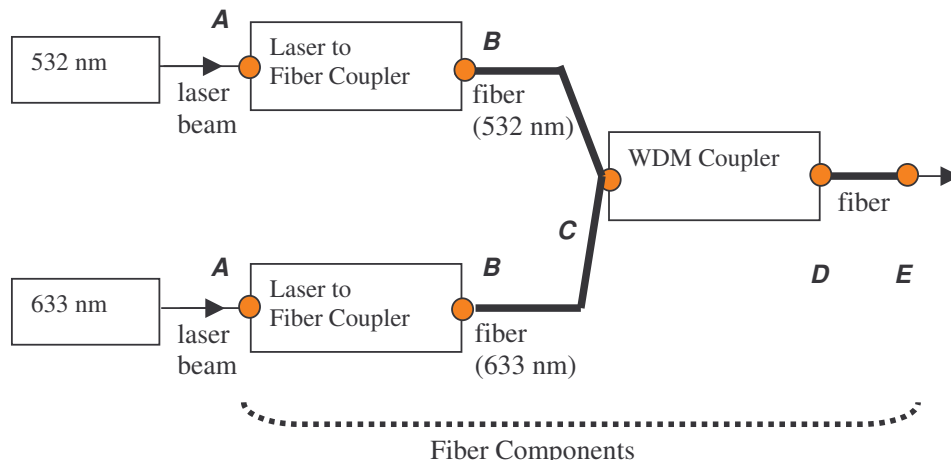 A
532 nm
laser
beam
Laser to
Fiber Coupler
B
fiber
(532 nm)
WDM Coupler
fiber
C
D
E
A
633 nm
laser
beam
Laser to
Fiber Coupler
B
fiber
(633 nm)
Fiber Components